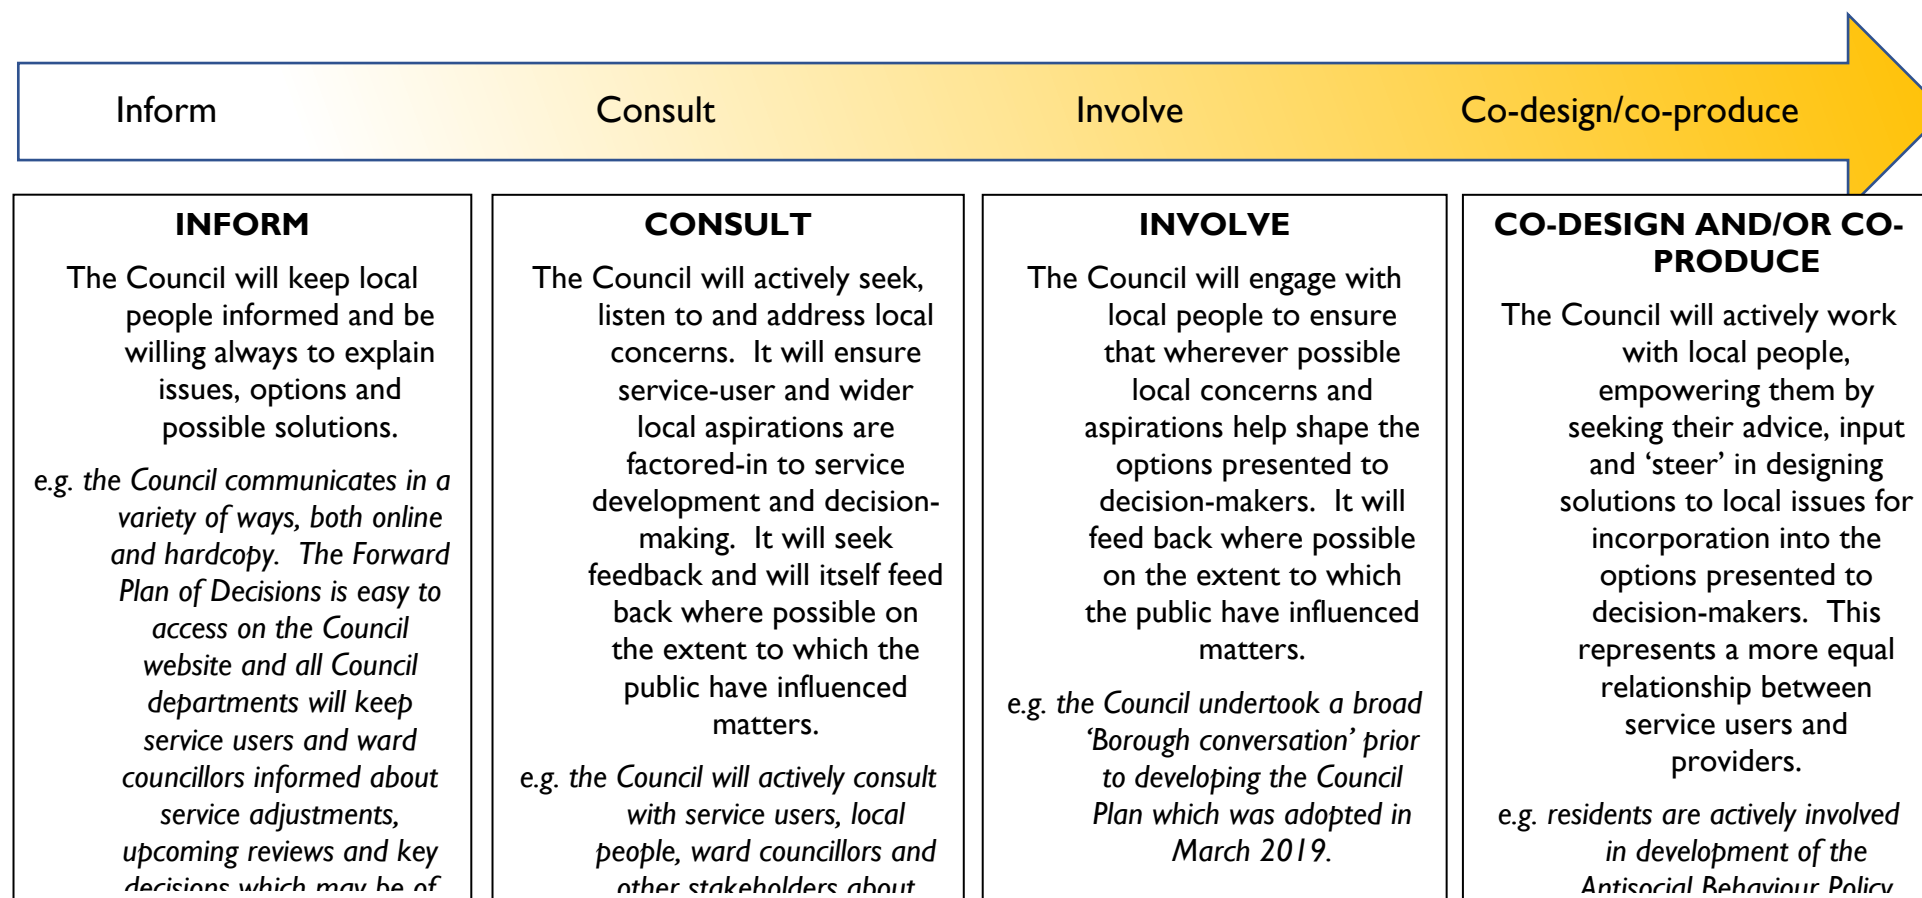 Inform
Consult
Involve
Co-design/co-produce
INFORM
The Council will keep local
people informed and be
willing always to explain
issues, options and
possible solutions.
e.g. the Council communicates in a
variety of ways, both online
and hardcopy.  The Forward
Plan of Decisions is easy to
access on the Council
website and all Council
departments will keep
service users and ward
councillors informed about
service adjustments,
upcoming reviews and key
decisions which may be of
CONSULT
The Council will actively seek,
listen to and address local
concerns.  It will ensure
service-user and wider
local aspirations are
factored-in to service
development and decision-
making.  It will seek
feedback and will itself feed
back where possible on
the extent to which the
public have influenced
matters.
e.g. the Council will actively consult
with service users, local
people, ward councillors and
other stakeholders about
INVOLVE
The Council will engage with
local people to ensure
that wherever possible
local concerns and
aspirations help shape the
options presented to
decision-makers.  It will
feed back where possible
on the extent to which
the public have influenced
matters.
e.g. the Council undertook a broad
‘Borough conversation’ prior
to developing the Council
Plan which was adopted in
March 2019.
CO-DESIGN AND/OR CO-
PRODUCE
The Council will actively work
with local people,
empowering them by
seeking their advice, input
and ‘steer’ in designing
solutions to local issues for
incorporation into the
options presented to
decision-makers.  This
represents a more equal
relationship between
service users and
providers.
e.g. residents are actively involved
in development of the
Antisocial Behaviour Policy